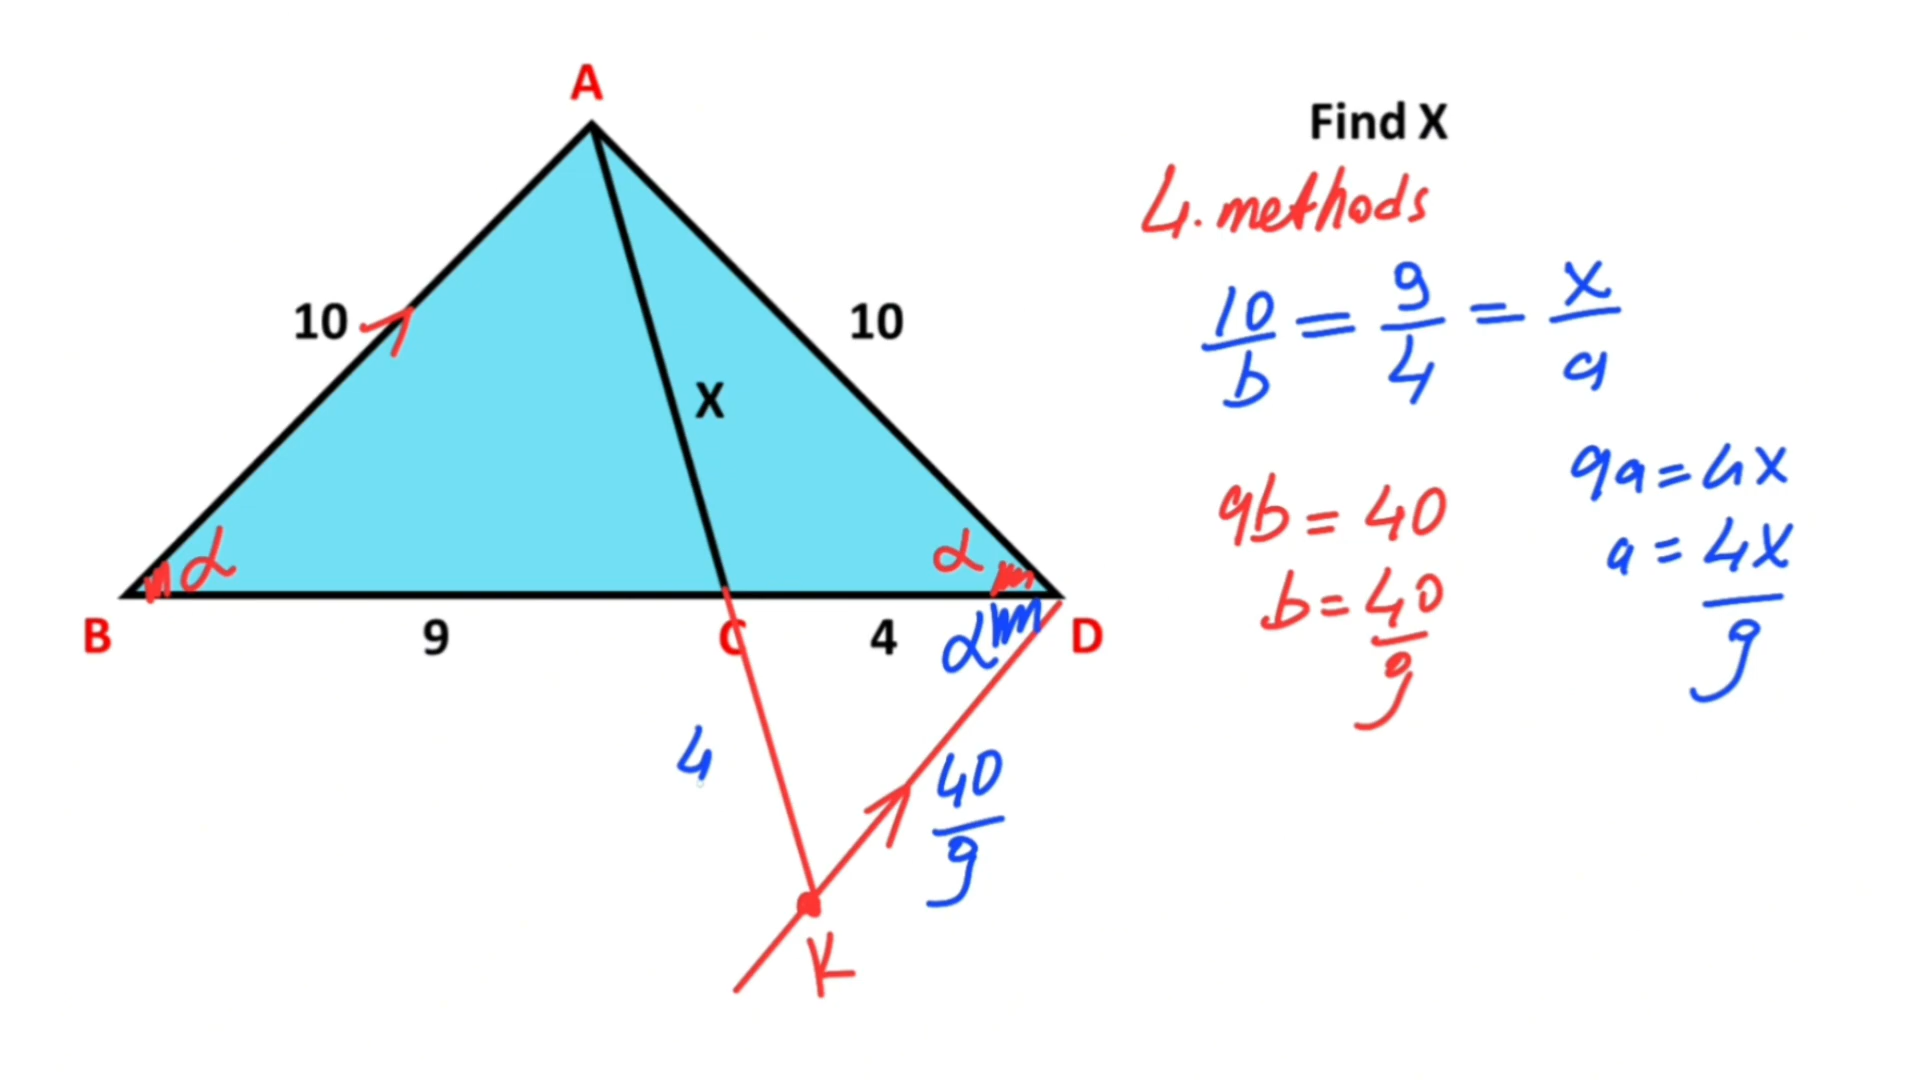 A
Find X
4. methods
10/b = 9/4 = x/a
10
10
X
9a = 4x
9b = 40
a = 4x/9
α
α
b = 40/9
B
9
C
4
α
D
4
40/9
K